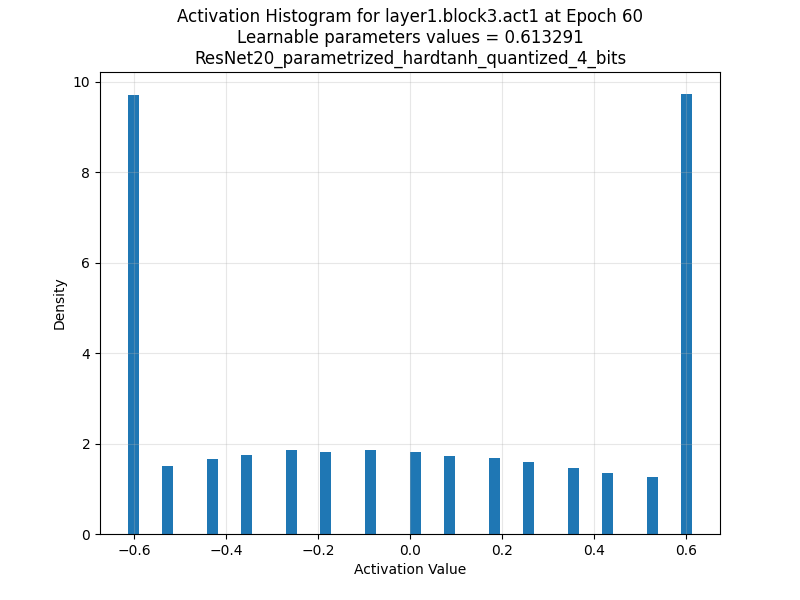 Activation Histogram for layer1.block3.act1 at Epoch 60
Learnable parameters values = 0.613291
ResNet20_parametrized_hardtanh_quantized_4_bits
10
8
6
4
2
0
Density
−0.6 −0.4 −0.2 0.0 0.2 0.4 0.6
Activation Value